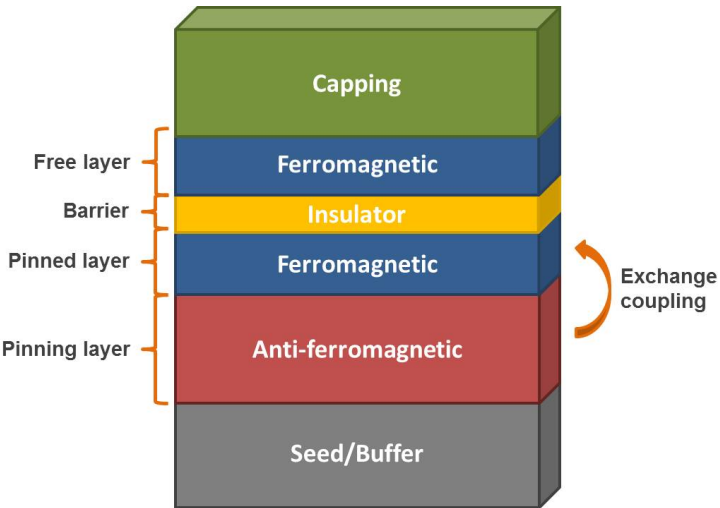 Capping
Free layer
Ferromagnetic
Barrier
Insulator
Pinned layer
Ferromagnetic
Exchange
coupling
Pinning layer
Anti-ferromagnetic
Seed/Buffer